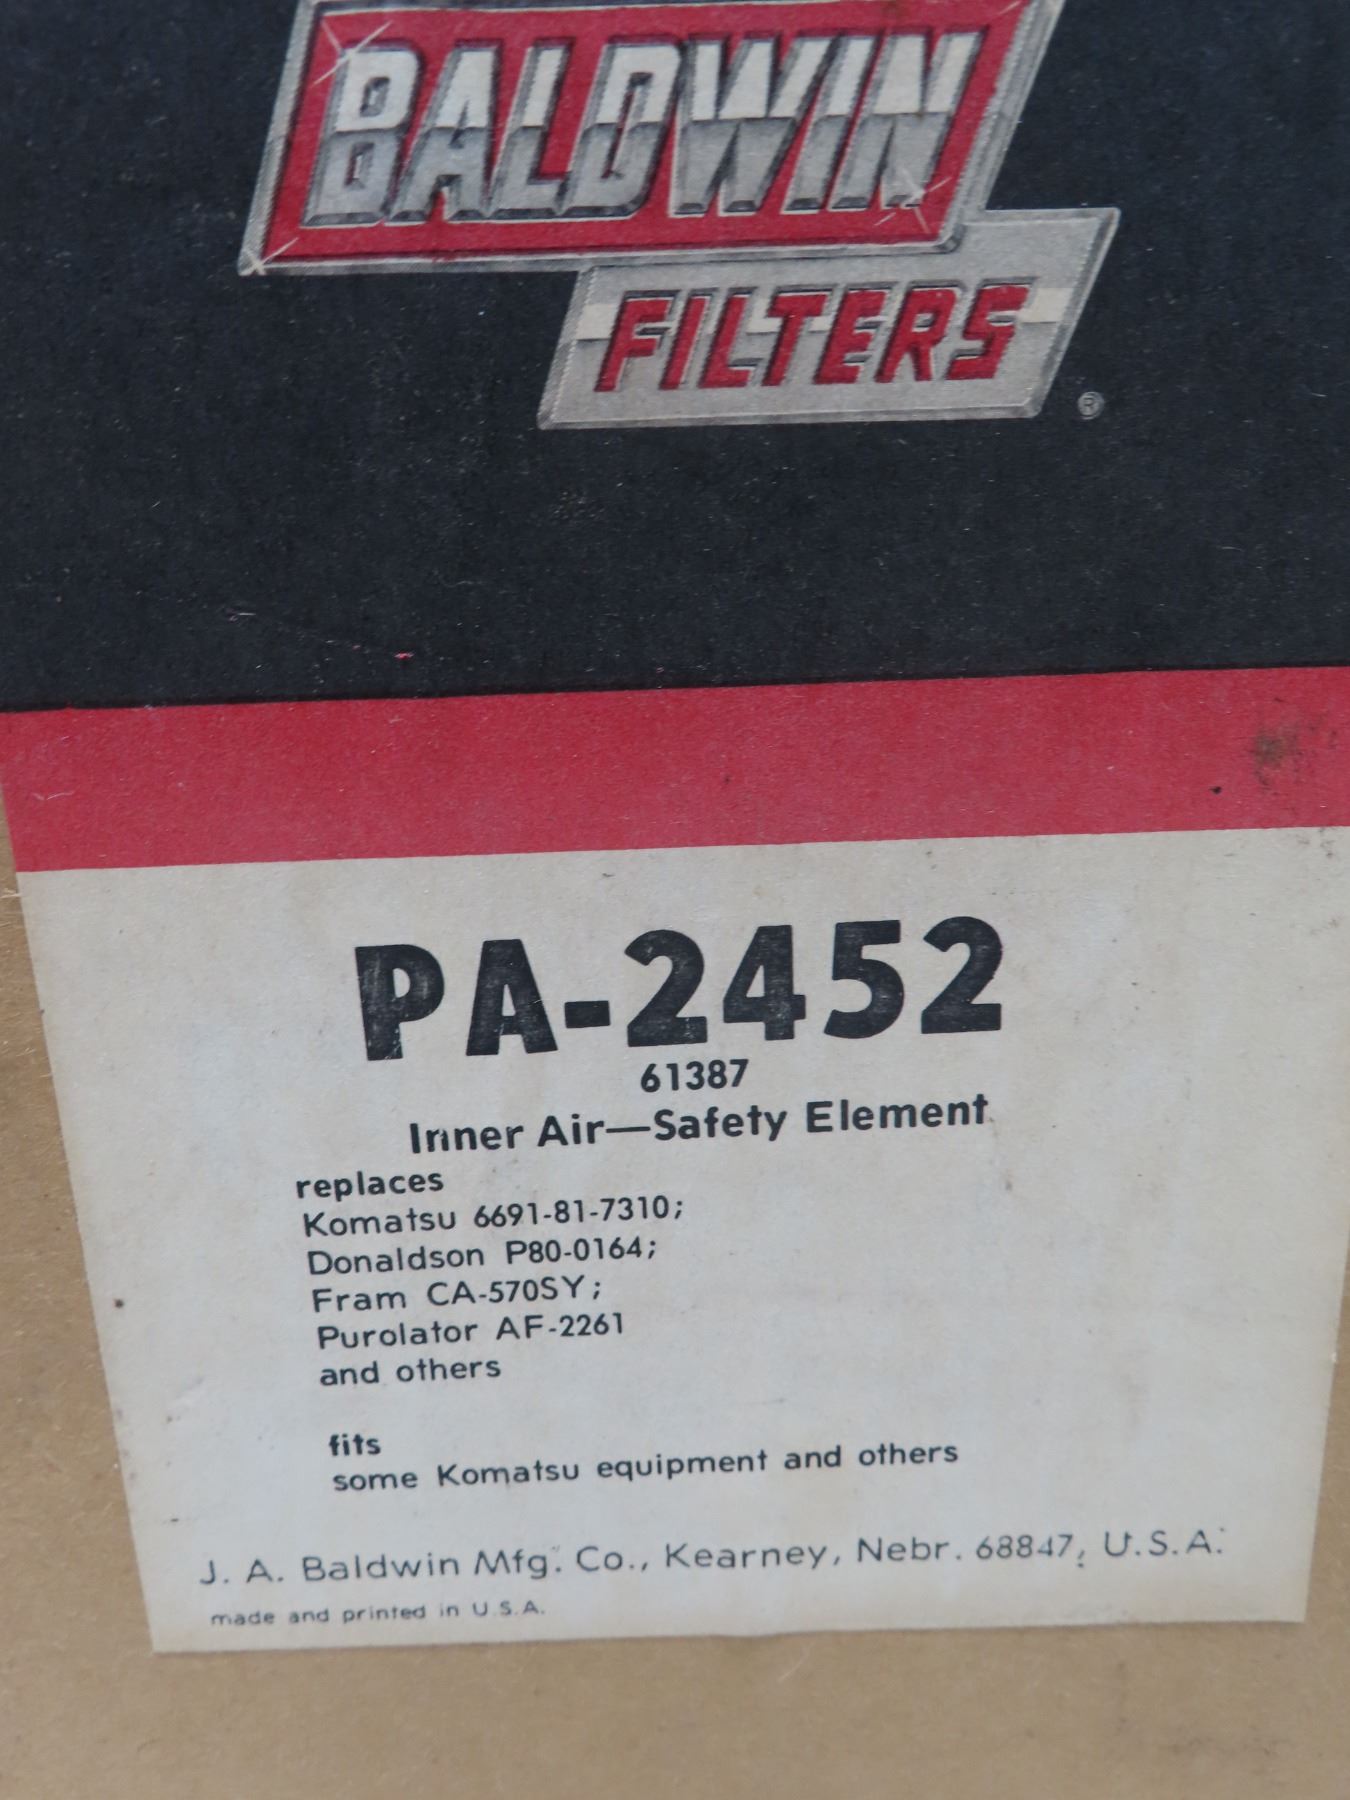 BALDWIN
FILTERS
®
PA-2452
61387
Inner Air—Safety Element
replaces
Komatsu 6691-81-7310;
Donaldson P80-0164;
Fram CA-570SY;
Purolator AF-2261
and others
fits
some Komatsu equipment and others
J. A. Baldwin Mfg. Co., Kearney, Nebr. 68847, U.S.A.
made and printed in U.S.A.